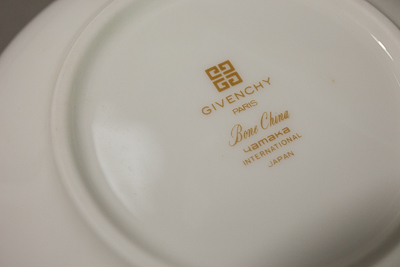 GIVENCHY
PARIS
Bone China
yamaka
INTERNATIONAL
JAPAN